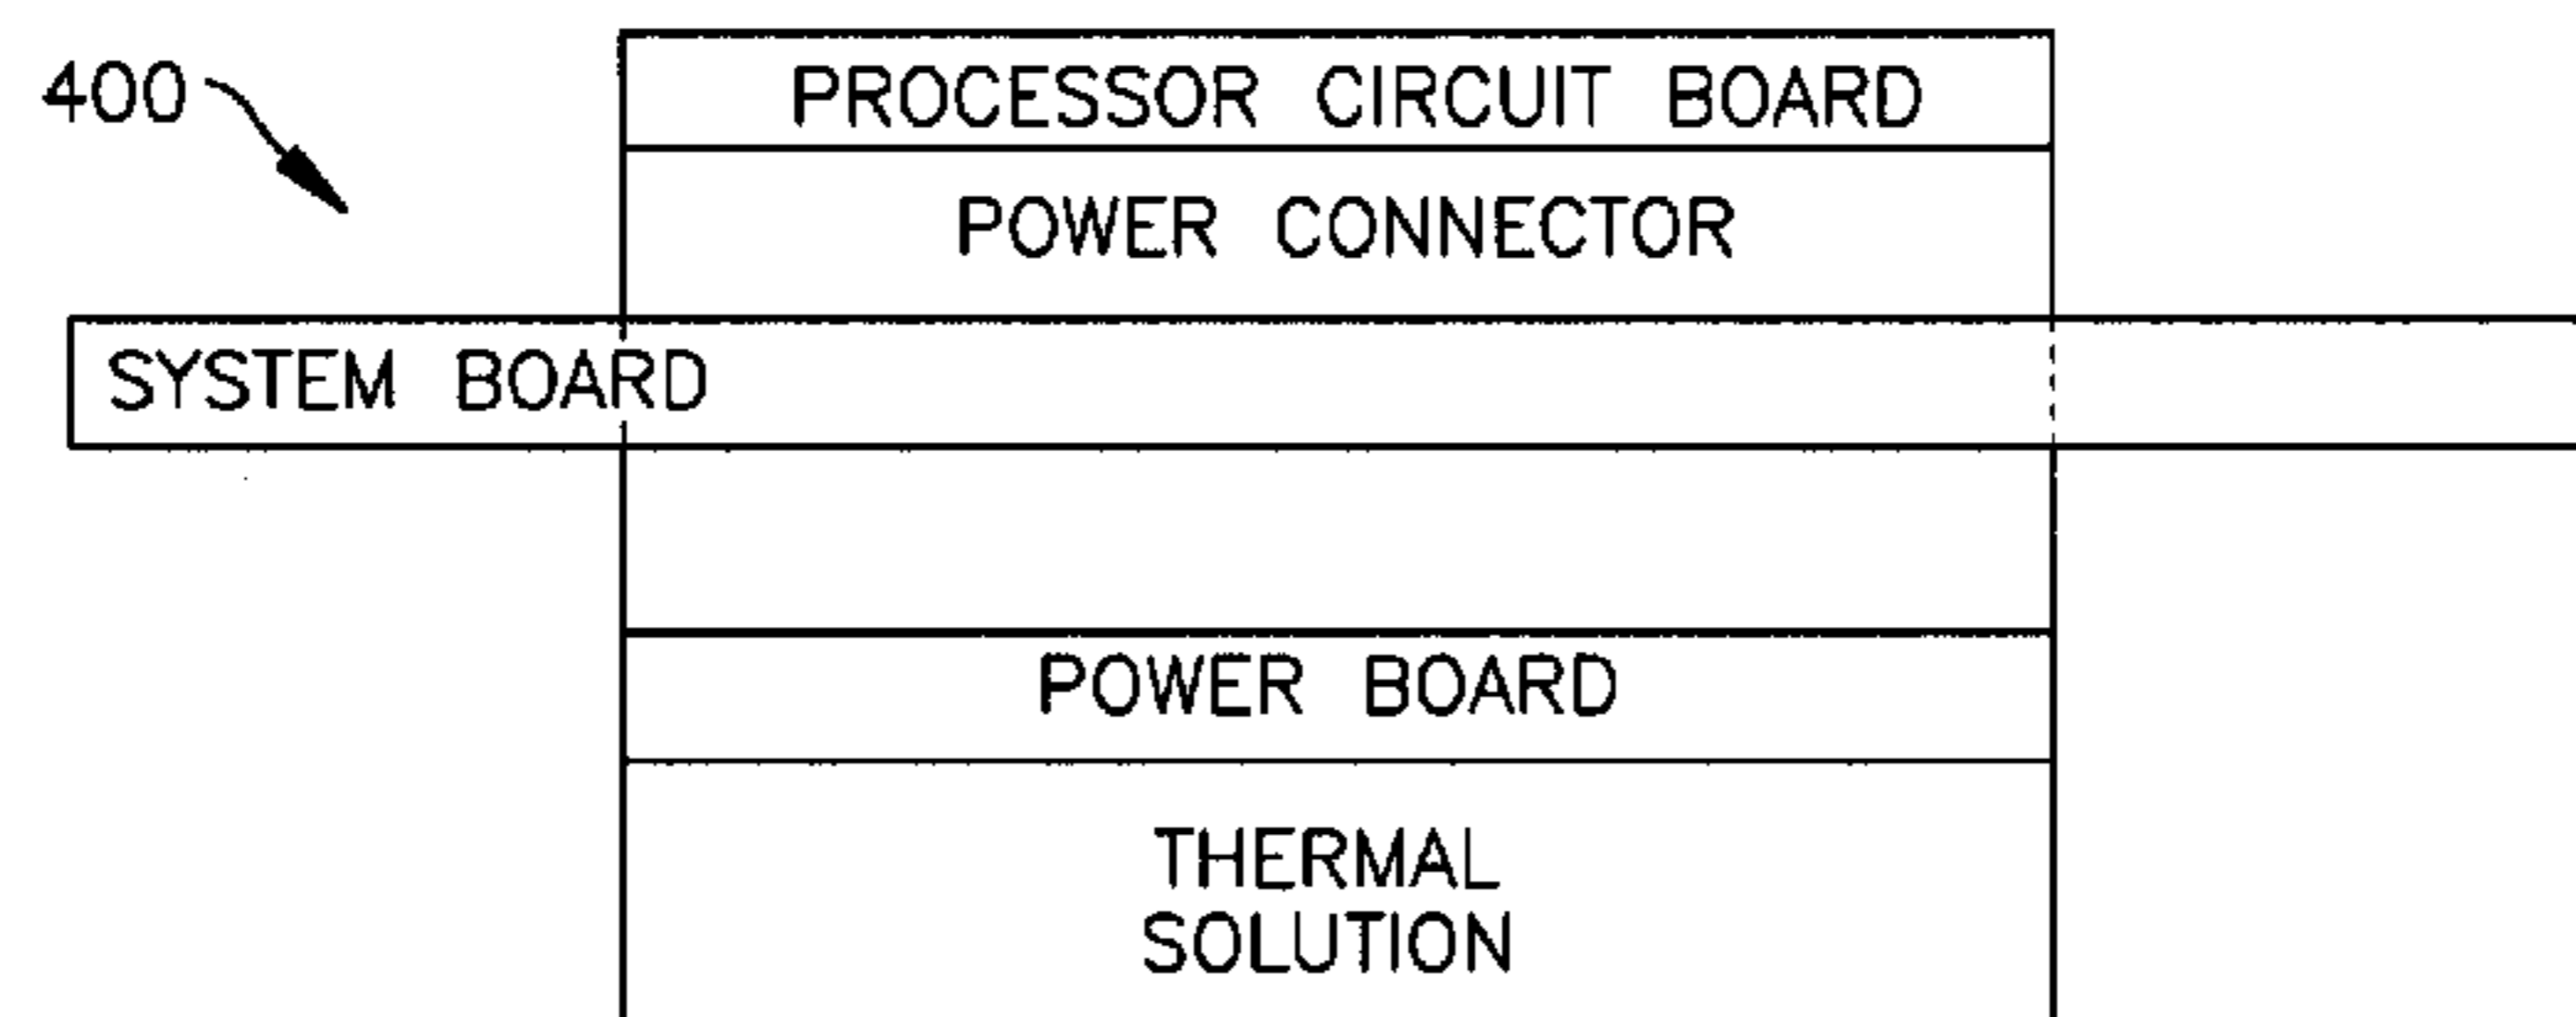 400
PROCESSOR CIRCUIT BOARD
POWER CONNECTOR
SYSTEM BOARD
POWER BOARD
THERMAL
SOLUTION